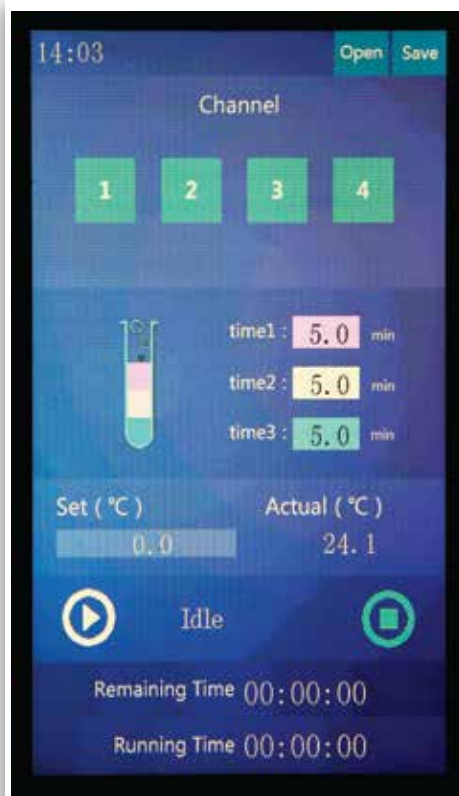 14:03 Open Save
Channel
1 2 3 4
time1 : 5.0 min
time2 : 5.0 min
time3 : 5.0 min
Set ( ℃ ) Actual ( ℃ )
0.0 24.1
Idle
Remaining Time 00:00:00
Running Time 00:00:00